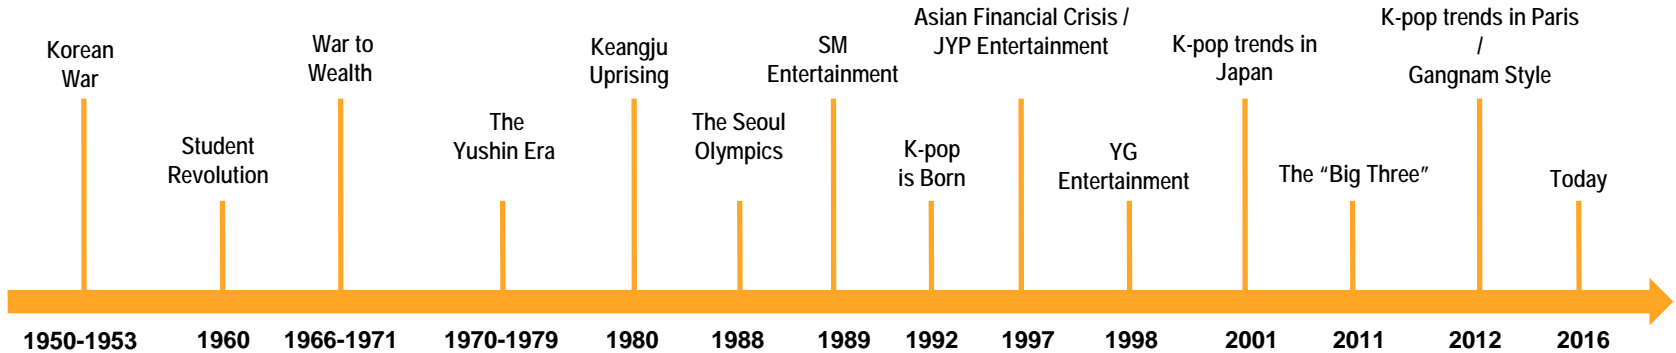 Korean
War
Student
Revolution
War to
Wealth
The
Yushin Era
Keangju
Uprising
The Seoul
Olympics
SM
Entertainment
K-pop
is Born
Asian Financial Crisis /
JYP Entertainment
YG
Entertainment
K-pop trends in
Japan
The “Big Three”
K-pop trends in Paris
/
Gangnam Style
Today
1950-1953
1960
1966-1971
1970-1979
1980
1988
1989
1992
1997
1998
2001
2011
2012
2016